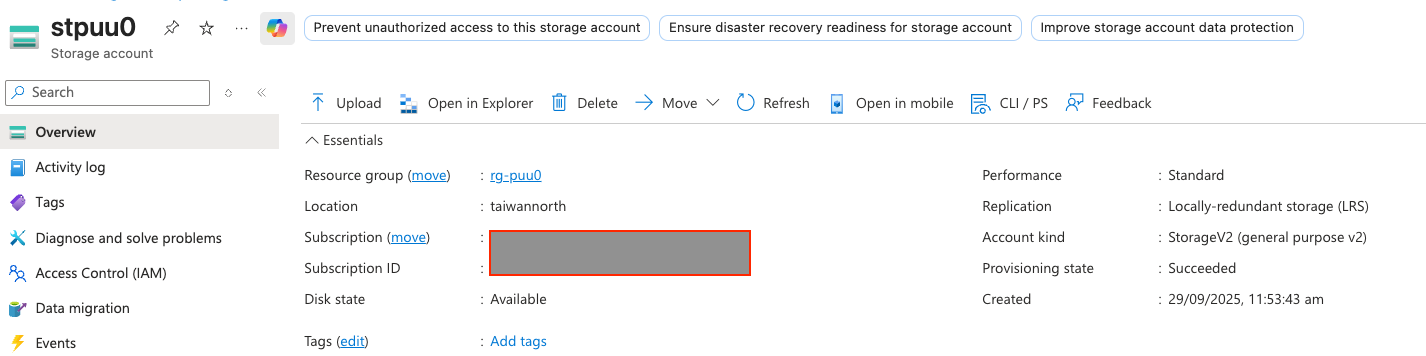 stpuu0
Storage account
Prevent unauthorized access to this storage account
Ensure disaster recovery readiness for storage account
Improve storage account data protection
Search
Overview
Activity log
Tags
Diagnose and solve problems
Access Control (IAM)
Data migration
Events
Upload
Open in Explorer
Delete
Move
Refresh
Open in mobile
CLI / PS
Feedback
Essentials
Resource group (move) : rg-puu0
Location : taiwannorth
Subscription (move) :
Subscription ID :
Disk state : Available
Tags (edit) : Add tags
Performance : Standard
Replication : Locally-redundant storage (LRS)
Account kind : StorageV2 (general purpose v2)
Provisioning state : Succeeded
Created : 29/09/2025, 11:53:43 am